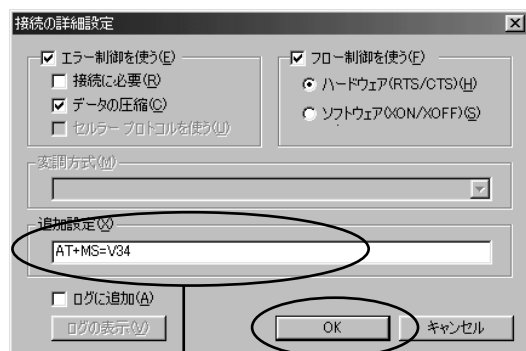 接続の詳細設定
エラー制御を使う(E)
接続に必要(R)
データの圧縮(C)
セルラー プロトコルを使う(U)
フロー制御を使う(F)
ハードウェア(RTS/CTS)(H)
ソフトウェア(XON/XOFF)(S)
変調方式(M)
追加設定(X)
AT+MS=V34
ログに追加(A)
ログの表示(V)
OK
キャンセル